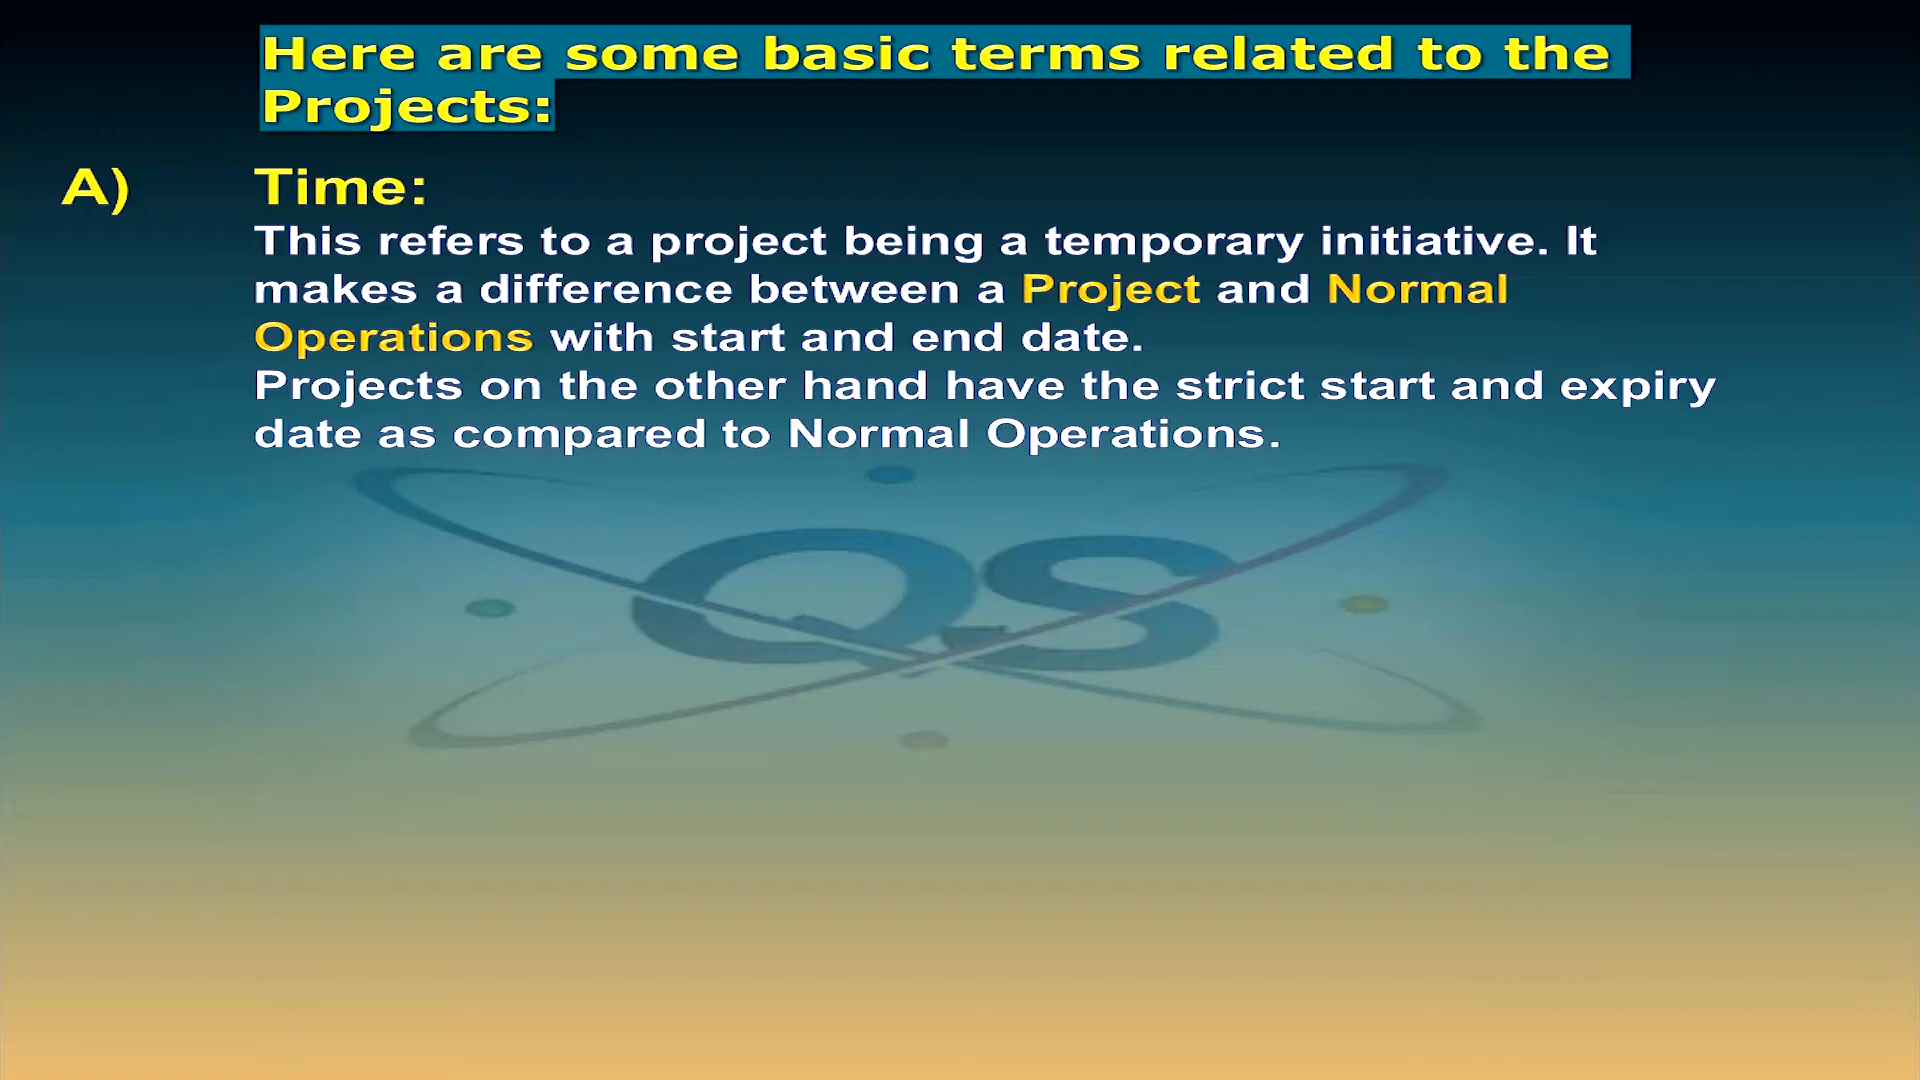 Here are some basic terms related to the
Projects:
A) Time:
This refers to a project being a temporary initiative. It
makes a difference between a Project and Normal
Operations with start and end date.
Projects on the other hand have the strict start and expiry
date as compared to Normal Operations.
QS